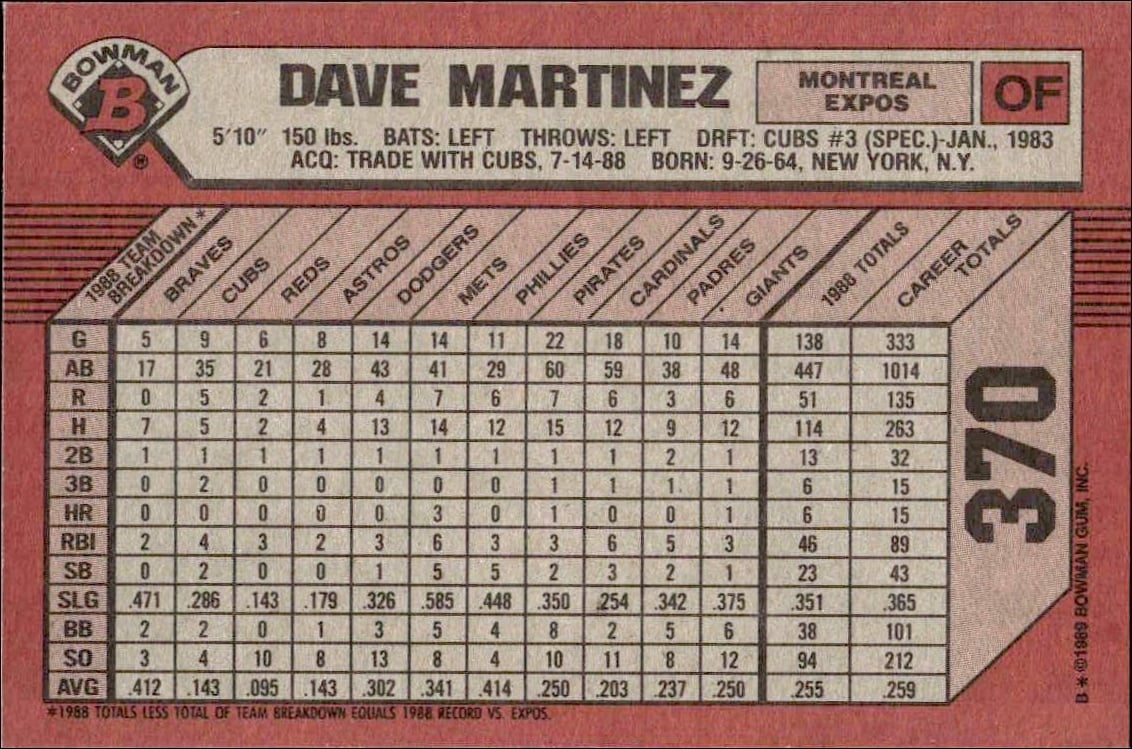 BOWMAN
B
®
DAVE MARTINEZ
MONTREAL
EXPOS
OF
5'10" 150 lbs. BATS: LEFT THROWS: LEFT DRFT: CUBS #3 (SPEC.)-JAN., 1983
ACQ: TRADE WITH CUBS, 7-14-88 BORN: 9-26-64, NEW YORK, N.Y.
1988 TEAM BREAKDOWN* BRAVES CUBS REDS ASTROS DODGERS METS PHILLIES PIRATES CARDINALS PADRES GIANTS 1988 TOTALS CAREER TOTALS
G 5 9 6 8 14 14 11 22 18 10 14 138 333
AB 17 35 21 28 43 41 29 60 59 38 48 447 1014
R 0 5 2 1 4 7 6 7 6 3 6 51 135
H 7 5 2 4 13 14 12 15 12 9 12 114 263
2B 1 1 1 1 1 1 1 1 1 2 1 13 32
3B 0 2 0 0 0 0 0 1 1 1 1 6 15
HR 0 0 0 0 0 3 0 1 0 0 1 6 15
RBI 2 4 3 2 3 6 3 3 6 5 3 46 89
SB 0 2 0 0 1 5 5 2 3 2 1 23 43
SLG .471 .286 .143 .179 .326 .585 .448 .350 .254 .342 .375 .351 .365
BB 2 2 0 1 3 5 4 8 2 5 6 38 101
SO 3 4 10 8 13 8 4 10 11 8 12 94 212
AVG .412 .143 .095 .143 .302 .341 .414 .250 .203 .237 .250 .255 .259
370
*1988 TOTALS LESS TOTAL OF TEAM BREAKDOWN EQUALS 1988 RECORD VS. EXPOS.
B*©1989 BOWMAN GUM, INC.